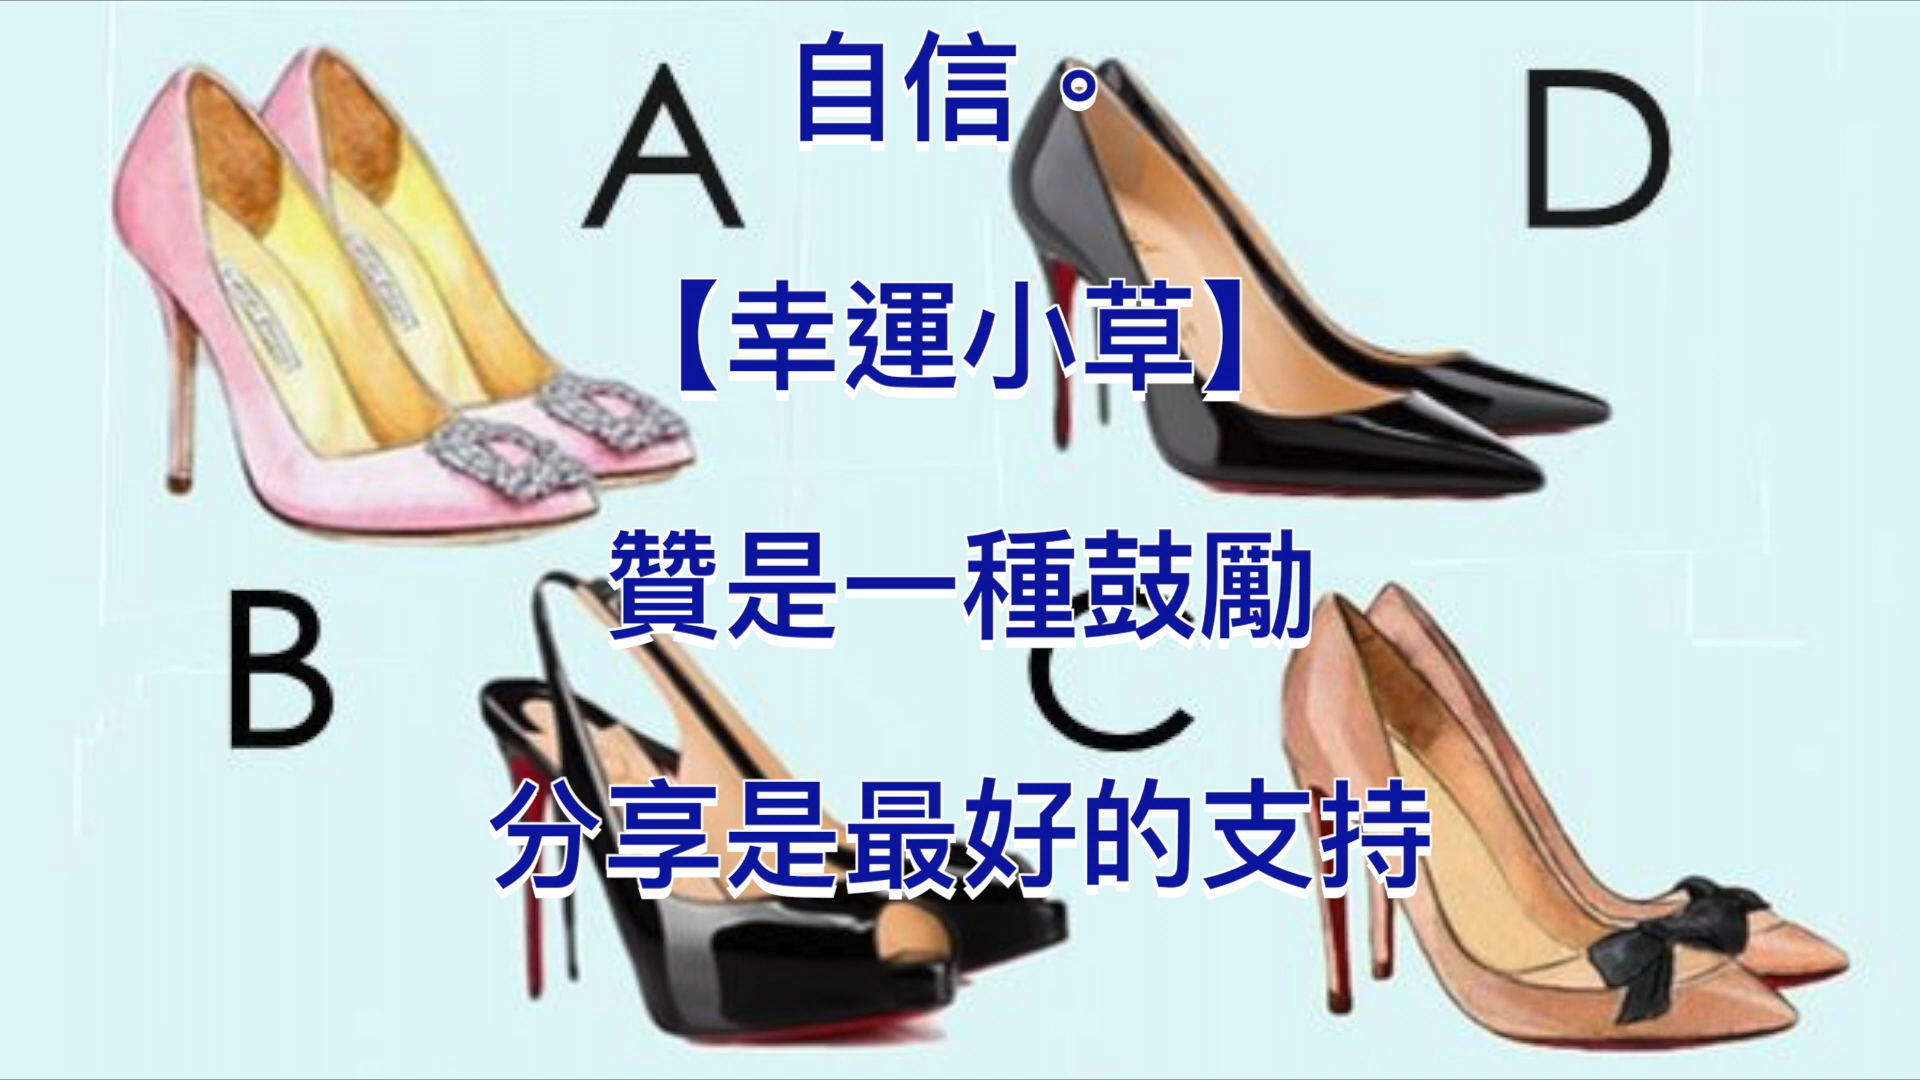 自信。
A
D
【幸運小草】
贊是一種鼓勵
B
C
分享是最好的支持